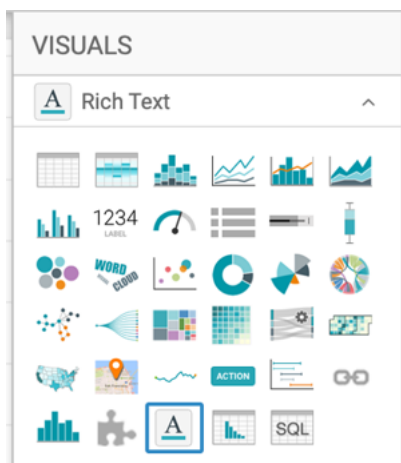 VISUALS
A Rich Text
1234
LABEL
WORD
CLOUD
ACTION
A
SQL